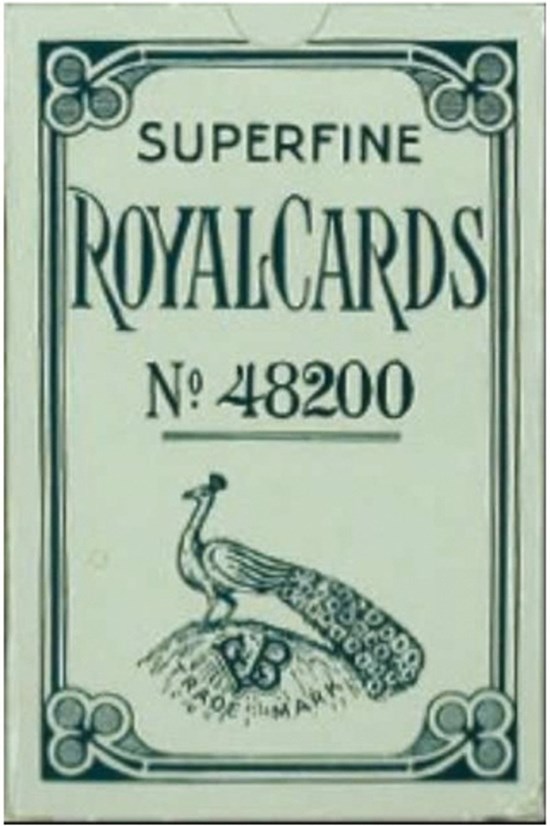 SUPERFINE
ROYAL CARDS
Nº 48200
FB
TRADE MARK